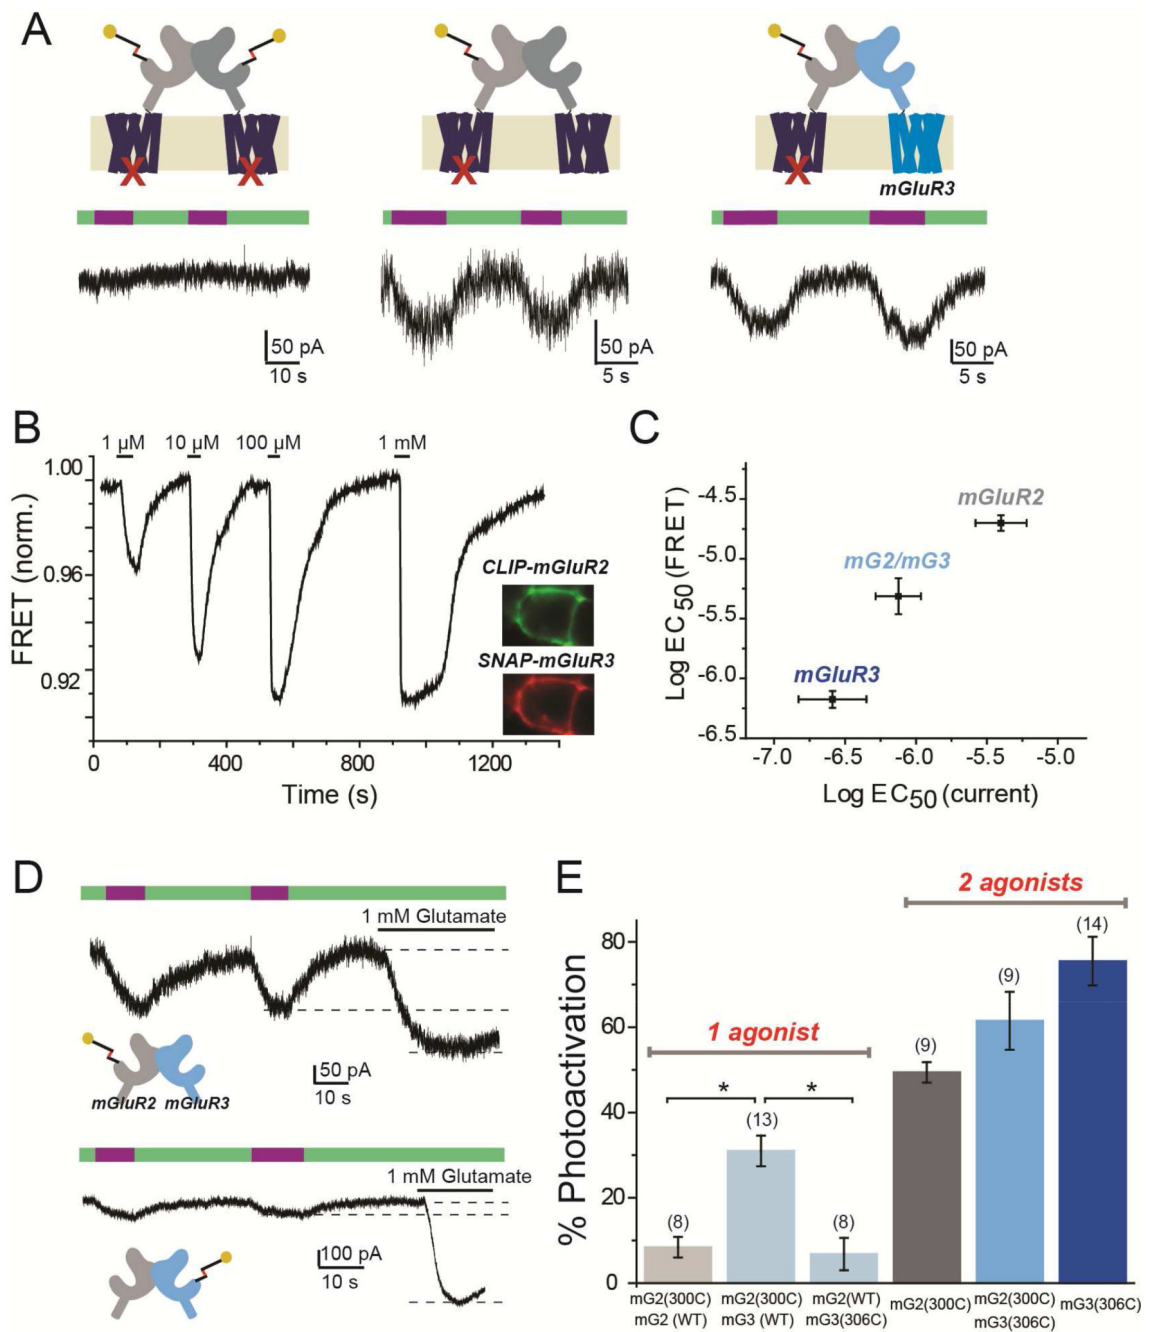 A
X
X
X
X
mGluR3
50 pA
10 s
50 pA
5 s
50 pA
5 s
B
1 µM
10 µM
100 µM
1 mM
FRET (norm.)
1.00
0.96
0.92
CLIP-mGluR2
SNAP-mGluR3
0
400
800
1200
Time (s)
C
Log EC50 (FRET)
-4.5
-5.0
-5.5
-6.0
-6.5
mGluR2
mG2/mG3
mGluR3
-7.0
-6.5
-6.0
-5.5
-5.0
Log EC50 (current)
D
1 mM Glutamate
50 pA
10 s
mGluR2
mGluR3
1 mM Glutamate
100 pA
10 s
E
% Photoactivation
80
60
40
20
0
2 agonists
1 agonist
*
*
(8)
(13)
(8)
(9)
(9)
(14)
mG2(300C)
mG2 (WT)
mG2(300C)
mG3 (WT)
mG2(WT)
mG3(306C)
mG2(300C)
mG2(300C)
mG3(306C)
mG3(306C)